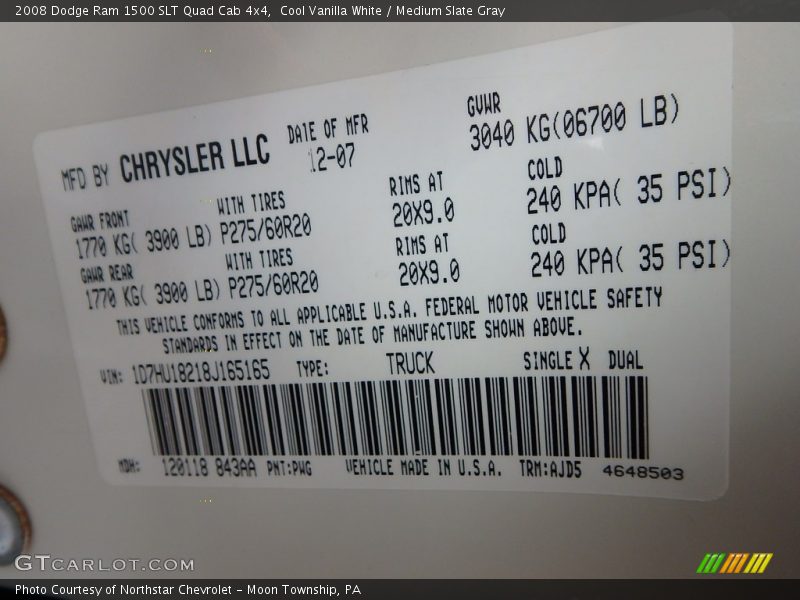 2008 Dodge Ram 1500 SLT Quad Cab 4x4,  Cool Vanilla White / Medium Slate Gray
MFD BY CHRYSLER LLC DATE OF MFR GVWR
12-07 3040 KG(06700 LB)
GAWR FRONT WITH TIRES RIMS AT COLD
1770 KG( 3900 LB) P275/60R20 20X9.0 240 KPA( 35 PSI)
GAWR REAR WITH TIRES RIMS AT COLD
1770 KG( 3900 LB) P275/60R20 20X9.0 240 KPA( 35 PSI)
THIS VEHICLE CONFORMS TO ALL APPLICABLE U.S.A. FEDERAL MOTOR VEHICLE SAFETY
STANDARDS IN EFFECT ON THE DATE OF MANUFACTURE SHOWN ABOVE.
VIN: 1D7HU18218J165165 TYPE: TRUCK SINGLE X DUAL
MDH: 120118 843AA PNT:PWG VEHICLE MADE IN U.S.A. TRM:AJD5 4648503
GTCARLOT.COM
Photo Courtesy of Northstar Chevrolet - Moon Township, PA